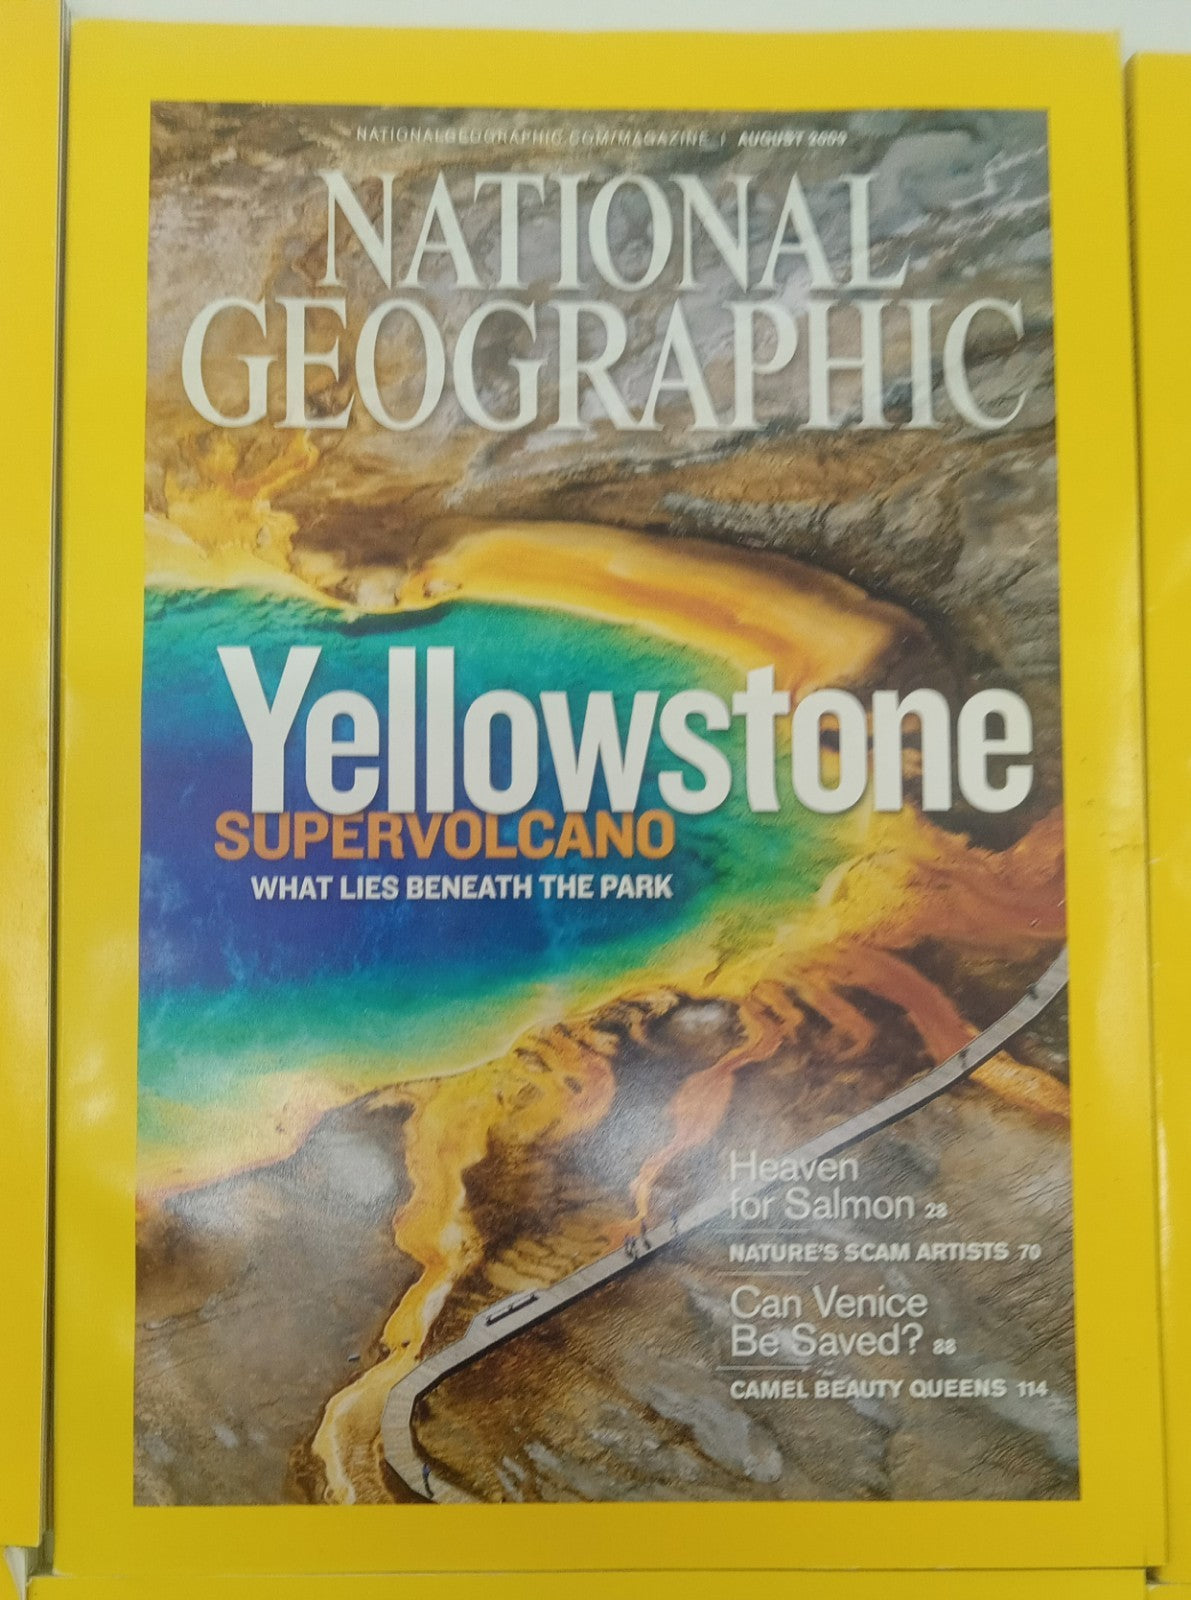 NATIONALGEOGRAPHIC.COM/MAGAZINE | AUGUST 2009
NATIONAL
GEOGRAPHIC
Yellowstone
SUPERVOLCANO
WHAT LIES BENEATH THE PARK
Heaven
for Salmon 28
NATURE'S SCAM ARTISTS 70
Can Venice
Be Saved? 88
CAMEL BEAUTY QUEENS 114